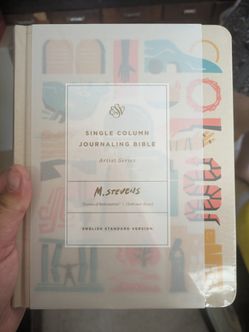 ESV
SINGLE COLUMN
JOURNALING BIBLE
Artist Series
M. STEVENS
ENGLISH STANDARD VERSION